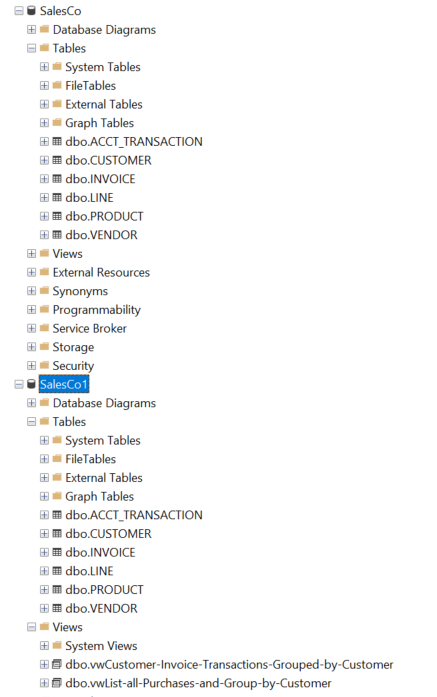 SalesCo
Database Diagrams
Tables
System Tables
FileTables
External Tables
Graph Tables
dbo.ACCT_TRANSACTION
dbo.CUSTOMER
dbo.INVOICE
dbo.LINE
dbo.PRODUCT
dbo.VENDOR
Views
External Resources
Synonyms
Programmability
Service Broker
Storage
Security
SalesCo1
Database Diagrams
Tables
System Tables
FileTables
External Tables
Graph Tables
dbo.ACCT_TRANSACTION
dbo.CUSTOMER
dbo.INVOICE
dbo.LINE
dbo.PRODUCT
dbo.VENDOR
Views
System Views
dbo.vwCustomer-Invoice-Transactions-Grouped-by-Customer
dbo.vwList-all-Purchases-and-Group-by-Customer